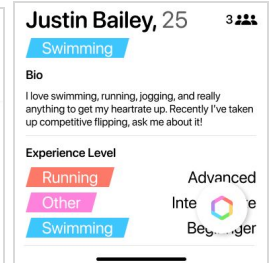 Justin Bailey, 25 3
Swimming
Bio
I love swimming, running, jogging, and really
anything to get my heartrate up. Recently I've taken
up competitive flipping, ask me about it!
Experience Level
Running Advanced
Other
Swimming